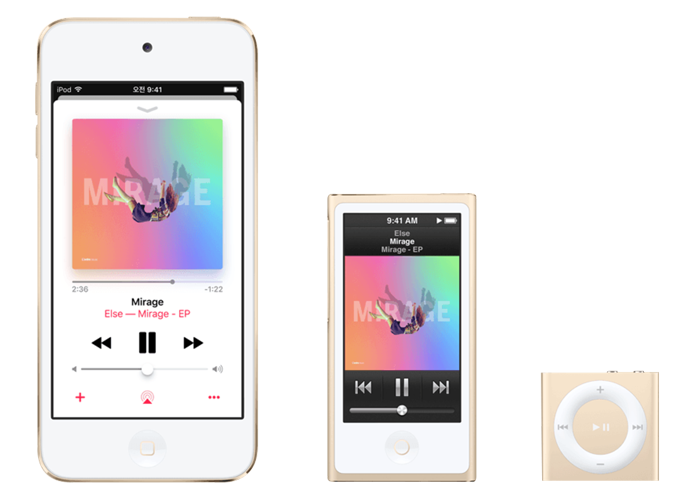 iPod 오전 9:41
MIRAGE
2:36 -1:22
Mirage
Else — Mirage - EP
9:41 AM
Else
Mirage
Mirage - EP
MIRAGE